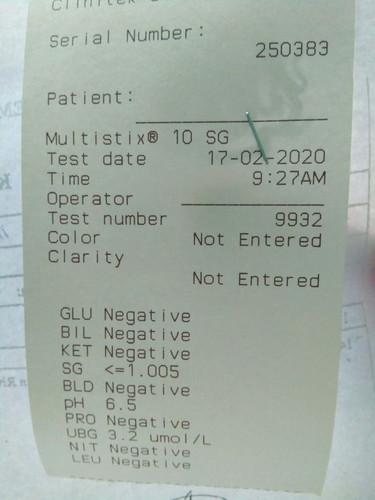 Clinitek
Serial Number:
250383
Patient:
Multistix® 10 SG
Test date 17-02-2020
Time 9:27AM
Operator
Test number 9932
Color Not Entered
Clarity
Not Entered
GLU Negative
BIL Negative
KET Negative
SG <=1.005
BLD Negative
pH 6.5
PRO Negative
UBG 3.2 umol/L
NIT Negative
LEU Negative